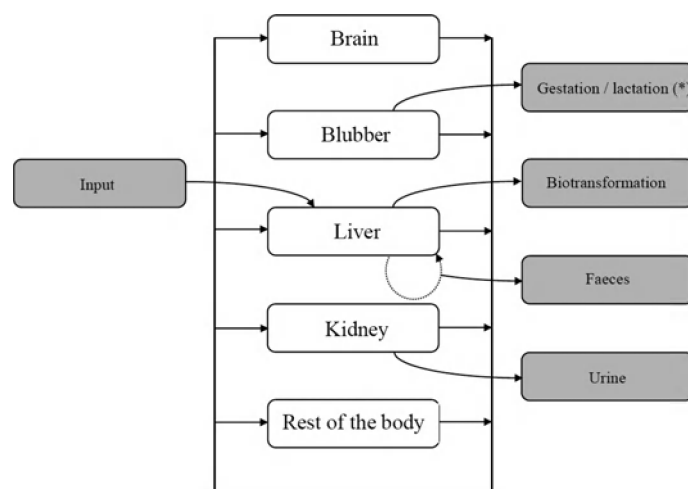 Brain
Gestation / lactation (*)
Blubber
Input
Biotransformation
Liver
Faeces
Kidney
Urine
Rest of the body